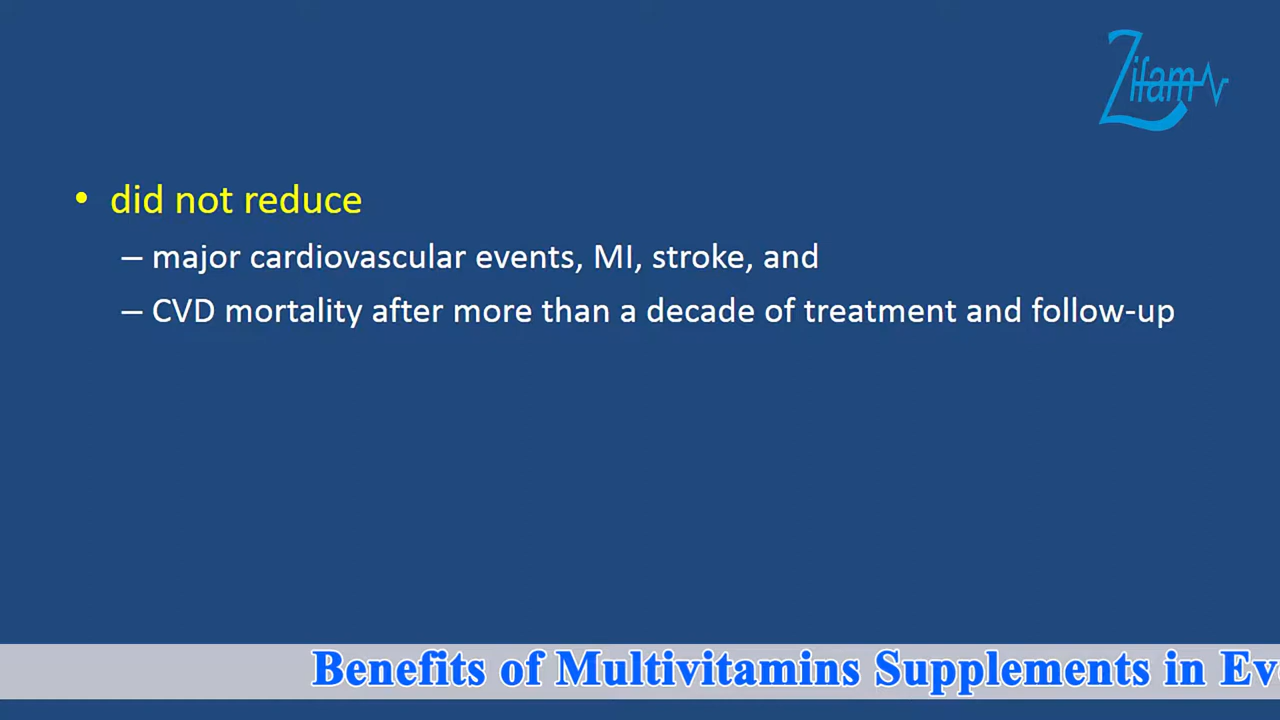 Zifam
• did not reduce
– major cardiovascular events, MI, stroke, and
– CVD mortality after more than a decade of treatment and follow-up
Benefits of Multivitamins Supplements in Ev